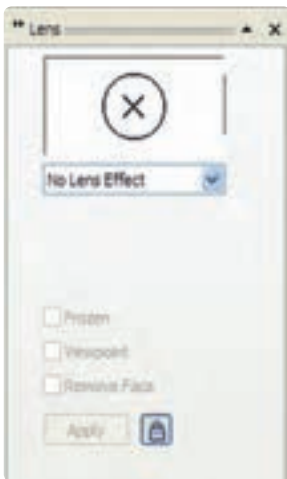 Lens
No Lens Effect
Frozen
Viewpoint
Remove Face
Apply